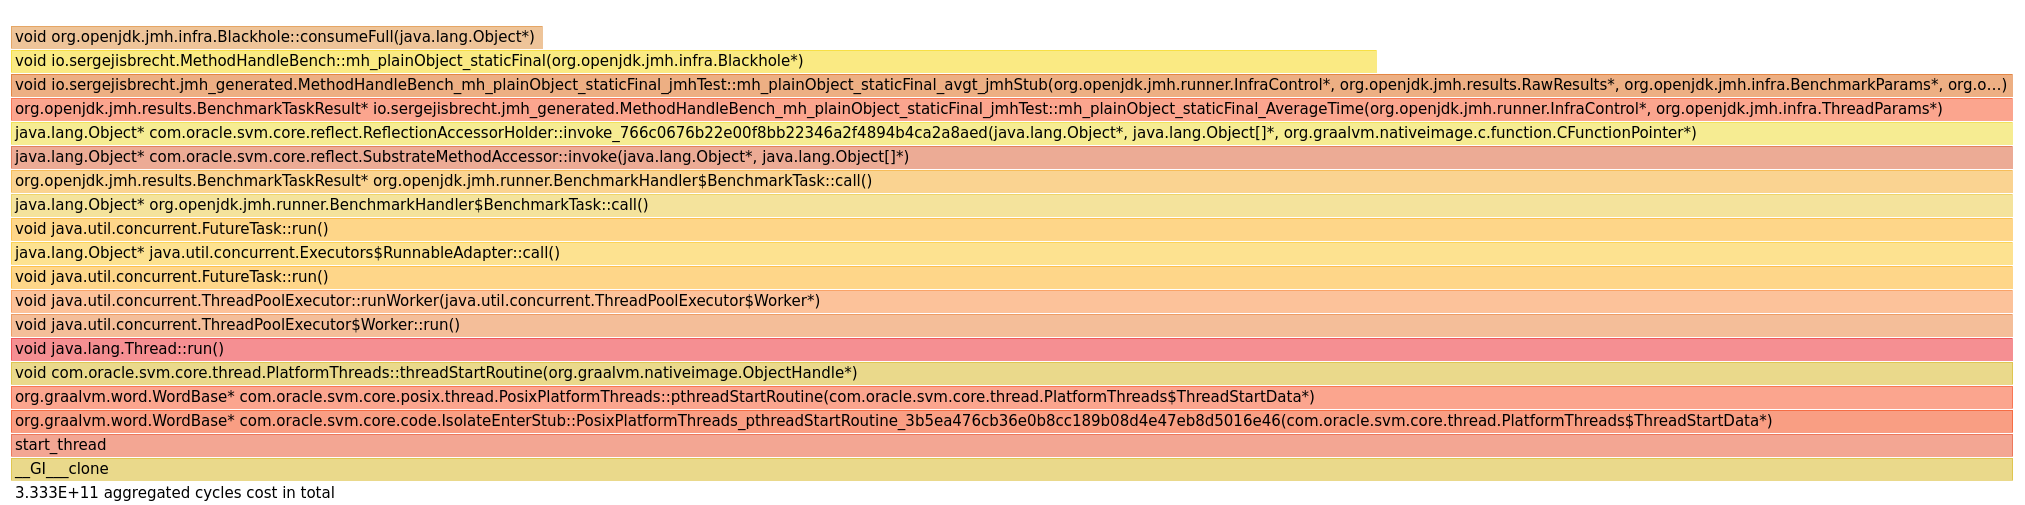 void org.openjdk.jmh.infra.Blackhole::consumeFull(java.lang.Object*)
void io.sergejisbrecht.MethodHandleBench::mh_plainObject_staticFinal(org.openjdk.jmh.infra.Blackhole*)
void io.sergejisbrecht.jmh_generated.MethodHandleBench_mh_plainObject_staticFinal_jmhTest::mh_plainObject_staticFinal_avgt_jmhStub(org.openjdk.jmh.runner.InfraControl*, org.openjdk.jmh.results.RawResults*, org.openjdk.jmh.infra.BenchmarkParams*, org.o...)
org.openjdk.jmh.results.BenchmarkTaskResult* io.sergejisbrecht.jmh_generated.MethodHandleBench_mh_plainObject_staticFinal_jmhTest::mh_plainObject_staticFinal_AverageTime(org.openjdk.jmh.runner.InfraControl*, org.openjdk.jmh.infra.ThreadParams*)
java.lang.Object* com.oracle.svm.core.reflect.ReflectionAccessorHolder::invoke_766c0676b22e00f8bb22346a2f4894b4ca2a8aed(java.lang.Object*, java.lang.Object[]*, org.graalvm.nativeimage.c.function.CFunctionPointer*)
java.lang.Object* com.oracle.svm.core.reflect.SubstrateMethodAccessor::invoke(java.lang.Object*, java.lang.Object[]*)
org.openjdk.jmh.results.BenchmarkTaskResult* org.openjdk.jmh.runner.BenchmarkHandler$BenchmarkTask::call()
java.lang.Object* org.openjdk.jmh.runner.BenchmarkHandler$BenchmarkTask::call()
void java.util.concurrent.FutureTask::run()
java.lang.Object* java.util.concurrent.Executors$RunnableAdapter::call()
void java.util.concurrent.FutureTask::run()
void java.util.concurrent.ThreadPoolExecutor::runWorker(java.util.concurrent.ThreadPoolExecutor$Worker*)
void java.util.concurrent.ThreadPoolExecutor$Worker::run()
void java.lang.Thread::run()
void com.oracle.svm.core.thread.PlatformThreads::threadStartRoutine(org.graalvm.nativeimage.ObjectHandle*)
org.graalvm.word.WordBase* com.oracle.svm.core.posix.thread.PosixPlatformThreads::pthreadStartRoutine(com.oracle.svm.core.thread.PlatformThreads$ThreadStartData*)
org.graalvm.word.WordBase* com.oracle.svm.core.code.IsolateEnterStub::PosixPlatformThreads_pthreadStartRoutine_3b5ea476cb36e0b8cc189b08d4e47eb8d5016e46(com.oracle.svm.core.thread.PlatformThreads$ThreadStartData*)
start_thread
__GI___clone
3.333E+11 aggregated cycles cost in total